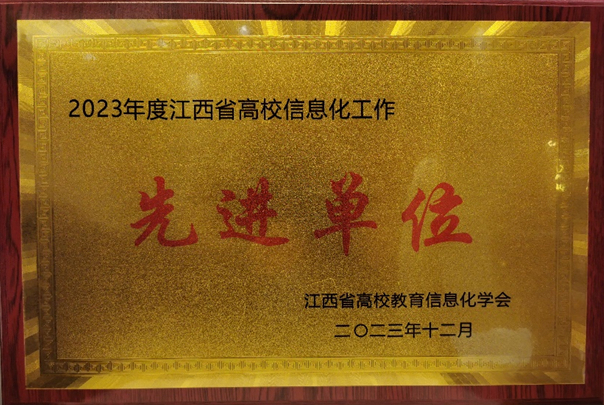 2023年度江西省高校信息化工作
先进单位
江西省高校教育信息化学会
二〇二三年十二月